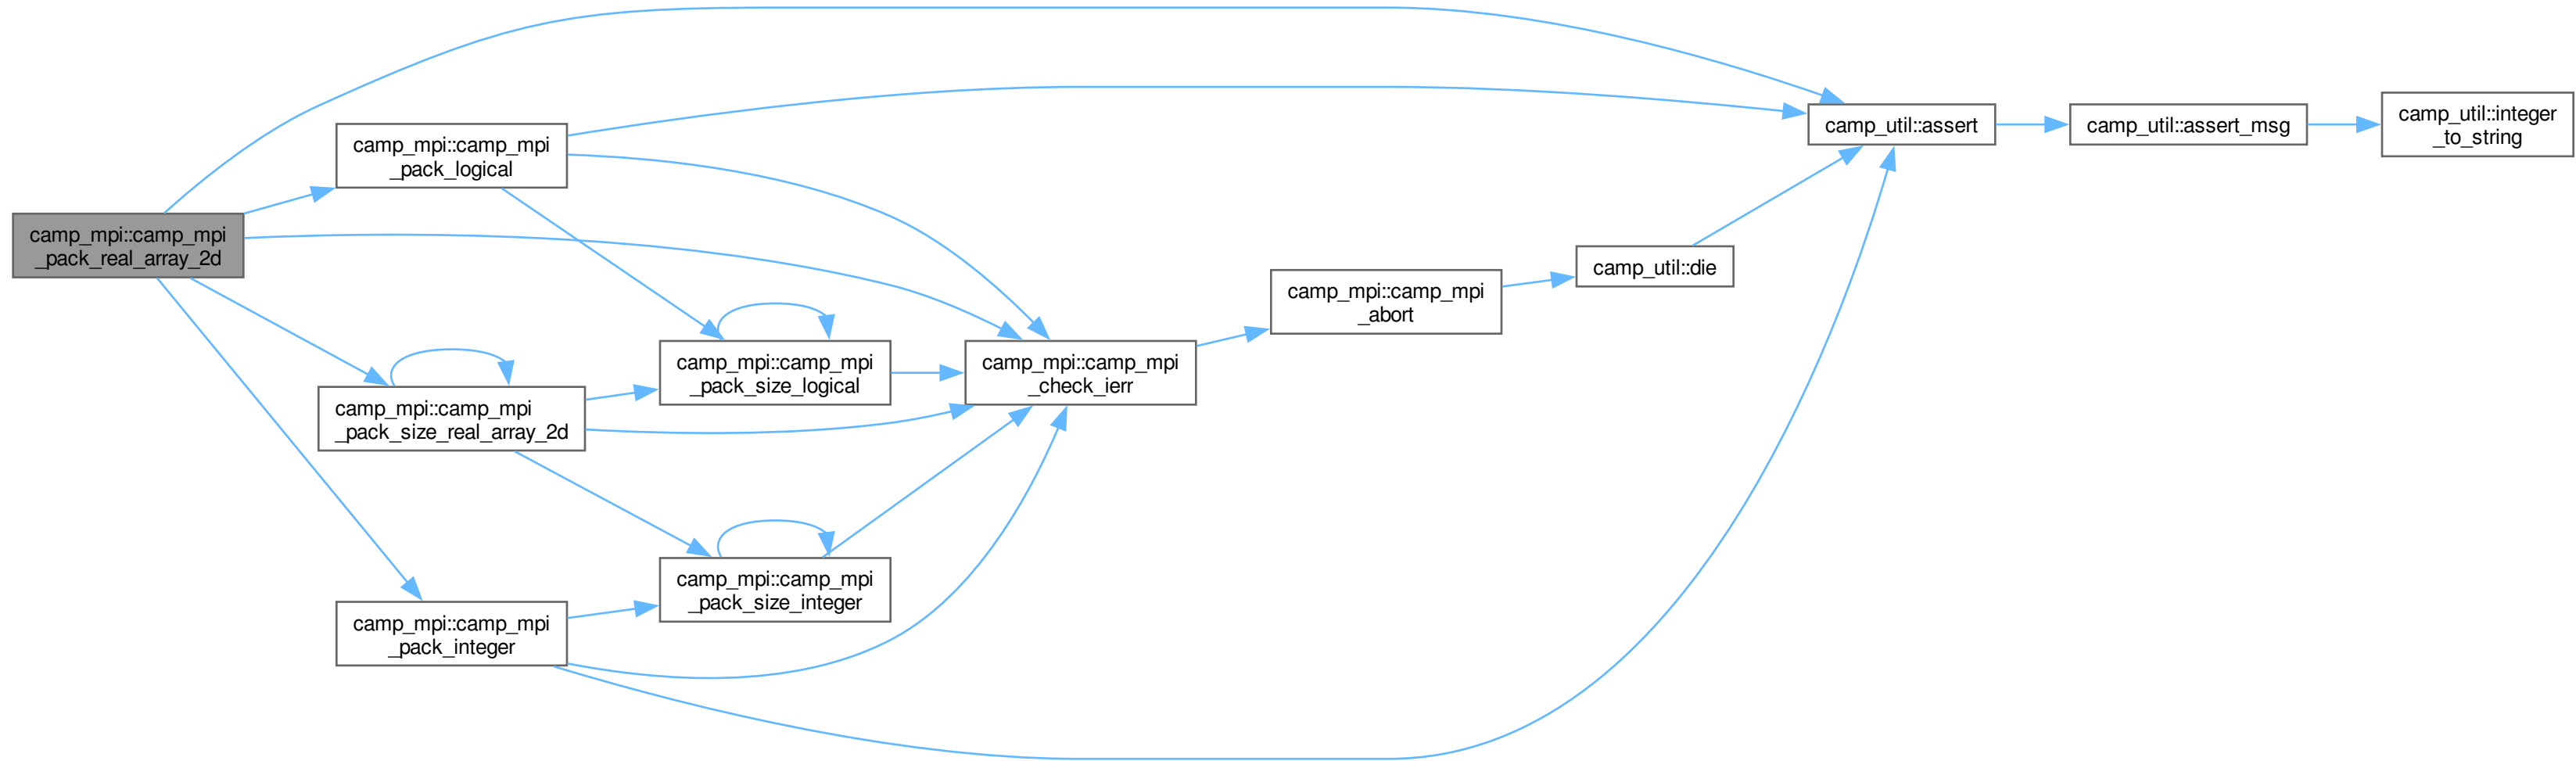 camp_mpi::camp_mpi
_pack_real_array_2d
camp_mpi::camp_mpi
_pack_logical
camp_mpi::camp_mpi
_pack_size_real_array_2d
camp_mpi::camp_mpi
_pack_integer
camp_mpi::camp_mpi
_pack_size_logical
camp_mpi::camp_mpi
_pack_size_integer
camp_mpi::camp_mpi
_check_ierr
camp_mpi::camp_mpi
_abort
camp_util::die
camp_util::assert
camp_util::assert_msg
camp_util::integer
_to_string